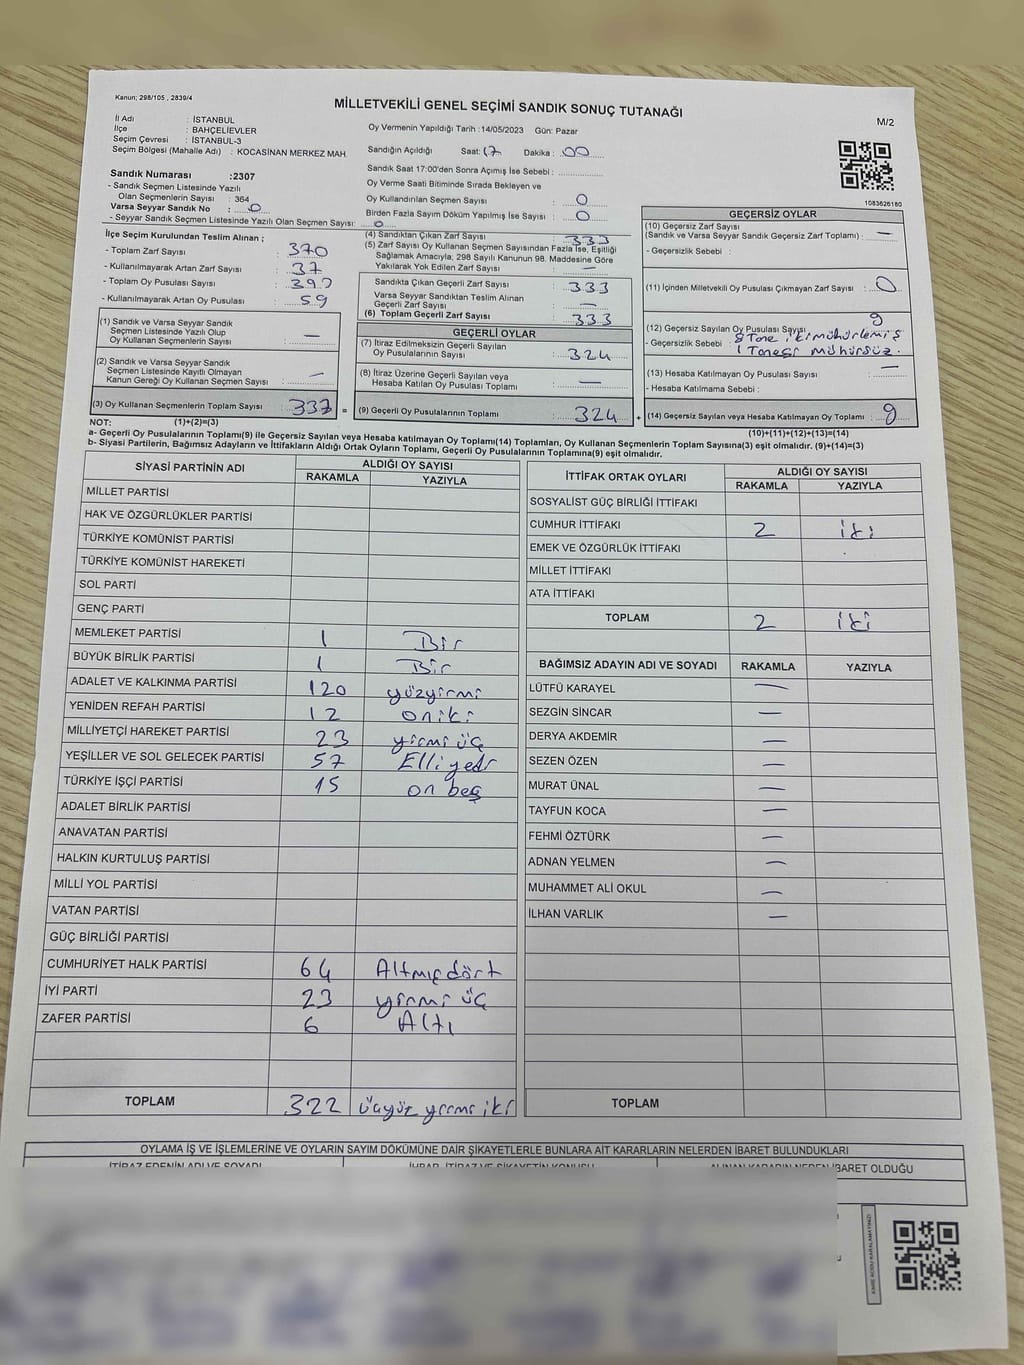 Kanun; 298/105 , 2839/4
MİLLETVEKİLİ GENEL SEÇİMİ SANDIK SONUÇ TUTANAĞI
M/2
İl Adı : İSTANBUL
İlçe : BAHÇELİEVLER
Seçim Çevresi : İSTANBUL-3
Seçim Bölgesi (Mahalle Adı) : KOCASİNAN MERKEZ MAH.
Oy Vermenin Yapıldığı Tarih :14/05/2023 Gün: Pazar
Sandığın Açıldığı Saat: 17 Dakika : 00
Sandık Saat 17:00'den Sonra Açımış İse Sebebi :
Oy Verme Saati Bitiminde Sırada Bekleyen ve
Oy Kullandırılan Seçmen Sayısı : 0
Birden Fazla Sayım Döküm Yapılmış İse Sayısı : 0
1083626180
Sandık Numarası :2307
- Sandık Seçmen Listesinde Yazılı
Olan Seçmenlerin Sayısı : 364
Varsa Seyyar Sandık No : 0
- Seyyar Sandık Seçmen Listesinde Yazılı Olan Seçmen Sayısı: 0
İlçe Seçim Kurulundan Teslim Alınan ;
- Toplam Zarf Sayısı : 370
- Kullanılmayarak Artan Zarf Sayısı : 37
- Toplam Oy Pusulası Sayısı :
- Kullanılmayarak Artan Oy Pusulası : 59
(1) Sandık ve Varsa Seyyar Sandık
Seçmen Listesinde Yazılı Olup
Oy Kullanan Seçmenlerin Sayısı : —
(2) Sandık ve Varsa Seyyar Sandık
Seçmen Listesinde Kayıtlı Olmayan
Kanun Gereği Oy Kullanan Seçmen Sayısı : —
(3) Oy Kullanan Seçmenlerin Toplam Sayısı : 333 =
(4) Sandıktan Çıkan Zarf Sayısı : 333
(5) Zarf Sayısı Oy Kullanan Seçmen Sayısından Fazla İse, Eşitliği
Sağlamak Amacıyla, 298 Sayılı Kanunun 98. Maddesine Göre
Yakılarak Yok Edilen Zarf Sayısı : —
Sandıkta Çıkan Geçerli Zarf Sayısı : 333
Varsa Seyyar Sandıktan Teslim Alınan
Geçerli Zarf Sayısı : —
(6) Toplam Geçerli Zarf Sayısı : 333
GEÇERLİ OYLAR
(7) İtiraz Edilmeksizin Geçerli Sayılan
Oy Pusulalarının Sayısı : 324
(8) İtiraz Üzerine Geçerli Sayılan veya
Hesaba Katılan Oy Pusulası Toplamı : —
(9) Geçerli Oy Pusulalarının Toplamı : 324 +
GEÇERSİZ OYLAR
(10) Geçersiz Zarf Sayısı
(Sandık ve Varsa Seyyar Sandık Geçersiz Zarf Toplamı) : —
- Geçersizlik Sebebi :
(11) İçinden Milletvekili Oy Pusulası Çıkmayan Zarf Sayısı : 0
(12) Geçersiz Sayılan Oy Pusulası Sayısı : 9
- Geçersizlik Sebebi : 8 Tane iki mühürlemiş
1 Tanesi mühürsüz.
(13) Hesaba Katılmayan Oy Pusulası Sayısı : —
- Hesaba Katılmama Sebebi :
(14) Geçersiz Sayılan veya Hesaba Katılmayan Oy Toplamı : 9
NOT: (1)+(2)=(3)
(10)+(11)+(12)+(13)=(14)
a- Geçerli Oy Pusulalarının Toplamı(9) ile Geçersiz Sayılan veya Hesaba katılmayan Oy Toplamı(14) Toplamları, Oy Kullanan Seçmenlerin Toplam Sayısına(3) eşit olmalıdır. (9)+(14)=(3)
b- Siyasi Partilerin, Bağımsız Adayların ve İttifakların Aldığı Ortak Oyların Toplamı, Geçerli Oy Pusulalarının Toplamına(9) eşit olmalıdır.
SİYASİ PARTİNİN ADI ALDIĞI OY SAYISI
RAKAMLA YAZIYLA
MİLLET PARTİSİ
HAK VE ÖZGÜRLÜKLER PARTİSİ
TÜRKİYE KOMÜNİST PARTİSİ
TÜRKİYE KOMÜNİST HAREKETİ
SOL PARTİ
GENÇ PARTİ
MEMLEKET PARTİSİ 1 Bir
BÜYÜK BİRLİK PARTİSİ 1 Bir
ADALET VE KALKINMA PARTİSİ 120 yüzyirmi
YENİDEN REFAH PARTİSİ 12 oniki
MİLLİYETÇİ HAREKET PARTİSİ 23 yirmi üç
YEŞİLLER VE SOL GELECEK PARTİSİ 57 Elli yedi
TÜRKİYE İŞÇİ PARTİSİ 15 on beş
ADALET BİRLİK PARTİSİ
ANAVATAN PARTİSİ
HALKIN KURTULUŞ PARTİSİ
MİLLİ YOL PARTİSİ
VATAN PARTİSİ
GÜÇ BİRLİĞİ PARTİSİ
CUMHURİYET HALK PARTİSİ 64 Altmış dört
İYİ PARTİ 23 yirmi üç
ZAFER PARTİSİ 6 Altı
TOPLAM 322 üçyüz yirmi iki
İTTİFAK ORTAK OYLARI ALDIĞI OY SAYISI
RAKAMLA YAZIYLA
SOSYALİST GÜÇ BİRLİĞİ İTTİFAKI
CUMHUR İTTİFAKI 2 iki
EMEK VE ÖZGÜRLÜK İTTİFAKI
MİLLET İTTİFAKI
ATA İTTİFAKI
TOPLAM 2 iki
BAĞIMSIZ ADAYIN ADI VE SOYADI RAKAMLA YAZIYLA
LÜTFÜ KARAYEL —
SEZGİN SİNCAR —
DERYA AKDEMİR —
SEZEN ÖZEN —
MURAT ÜNAL —
TAYFUN KOCA —
FEHMİ ÖZTÜRK —
ADNAN YELMEN —
MUHAMMET ALİ OKUL —
İLHAN VARLIK —
TOPLAM
OYLAMA İŞ VE İŞLEMLERİNE VE OYLARIN SAYIM DÖKÜMÜNE DAİR ŞİKAYETLERLE BUNLARA AİT KARARLARIN NELERDEN İBARET BULUNDUKLARI
İTİRAZ EDENİN ADI VE SOYADI İHBAR, İTİRAZ VE ŞİKAYETİN KONUSU ALINAN KARARIN NEDEN İBARET OLDUĞU